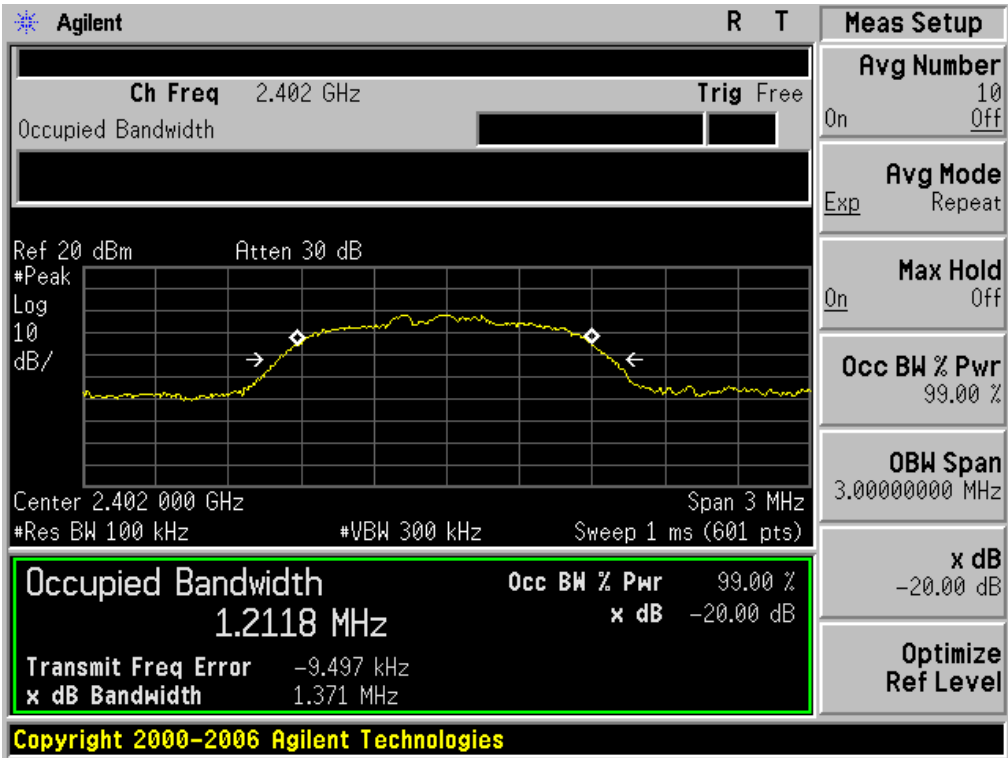 Agilent R T
Ch Freq 2.402 GHz Trig Free
Occupied Bandwidth
Ref 20 dBm Atten 30 dB
#Peak
Log
10
dB/
Center 2.402 000 GHz Span 3 MHz
#Res BW 100 kHz #VBW 300 kHz Sweep 1 ms (601 pts)
Occupied Bandwidth Occ BW % Pwr 99.00 %
1.2118 MHz x dB -20.00 dB
Transmit Freq Error -9.497 kHz
x dB Bandwidth 1.371 MHz
Copyright 2000-2006 Agilent Technologies
Meas Setup
Avg Number
10
On Off
Avg Mode
Exp Repeat
Max Hold
On Off
Occ BW % Pwr
99.00 %
OBW Span
3.00000000 MHz
x dB
-20.00 dB
Optimize
Ref Level